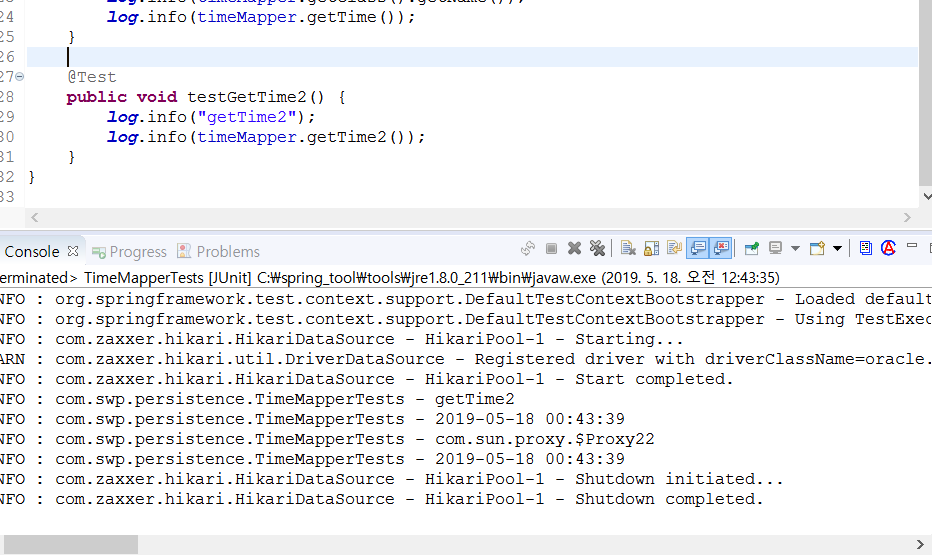 log.info(timeMapper.getTime());
24
25 }
26
27 @Test
28 public void testGetTime2() {
29 log.info("getTime2");
30 log.info(timeMapper.getTime2());
31 }
32 }
33
Console Progress Problems
erminated> TimeMapperTests [JUnit] C:₩spring_tool₩tools₩jre1.8.0_211₩bin₩javaw.exe (2019. 5. 18. 오전 12:43:35)
NFO : org.springframework.test.context.support.DefaultTestContextBootstrapper - Loaded default
NFO : org.springframework.test.context.support.DefaultTestContextBootstrapper - Using TestExec
NFO : com.zaxxer.hikari.HikariDataSource - HikariPool-1 - Starting...
ARN : com.zaxxer.hikari.util.DriverDataSource - Registered driver with driverClassName=oracle.
NFO : com.zaxxer.hikari.HikariDataSource - HikariPool-1 - Start completed.
NFO : com.swp.persistence.TimeMapperTests - getTime2
NFO : com.swp.persistence.TimeMapperTests - 2019-05-18 00:43:39
NFO : com.swp.persistence.TimeMapperTests - com.sun.proxy.$Proxy22
NFO : com.swp.persistence.TimeMapperTests - 2019-05-18 00:43:39
NFO : com.zaxxer.hikari.HikariDataSource - HikariPool-1 - Shutdown initiated...
NFO : com.zaxxer.hikari.HikariDataSource - HikariPool-1 - Shutdown completed.